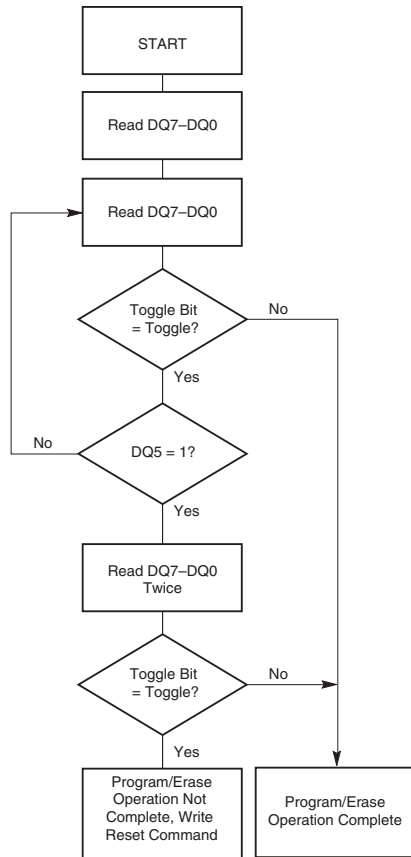 START
Read DQ7–DQ0
Read DQ7–DQ0
Toggle Bit
= Toggle?
No
Yes
No
DQ5 = 1?
Yes
Read DQ7–DQ0
Twice
Toggle Bit
= Toggle?
No
Yes
Program/Erase
Operation Not
Complete, Write
Reset Command
Program/Erase
Operation Complete